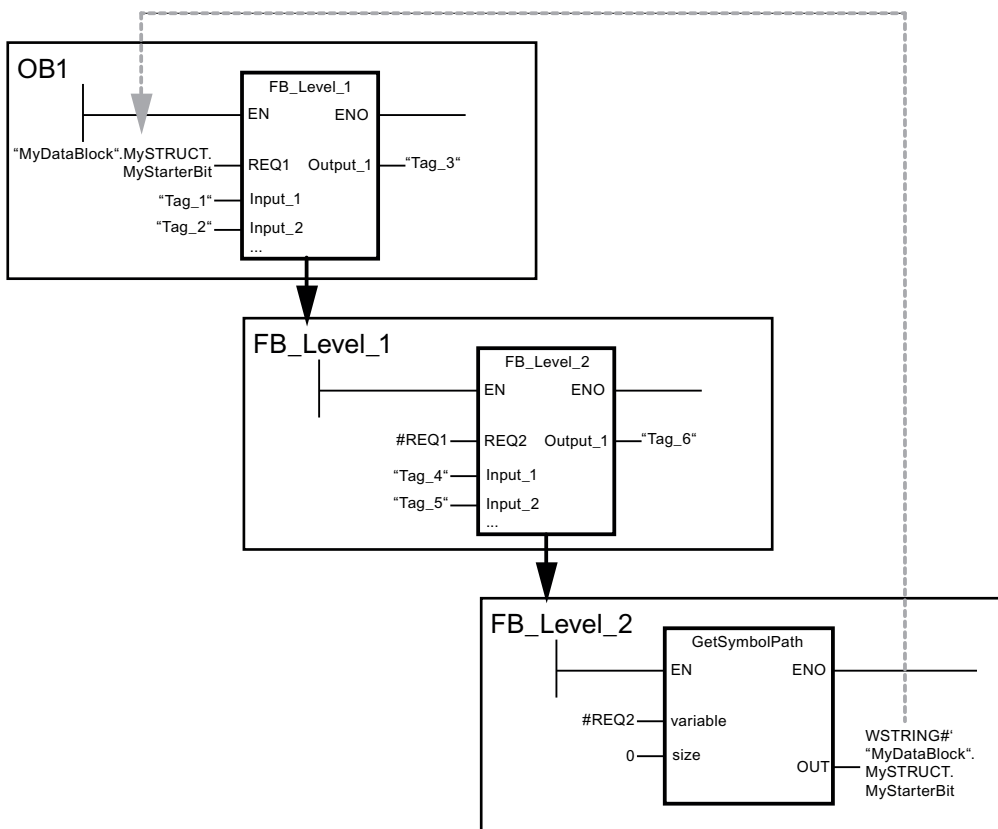 OB1
FB_Level_1
EN ENO
“MyDataBlock“.MySTRUCT.
MyStarterBit
REQ1 Output_1 “Tag_3“
“Tag_1“ Input_1
“Tag_2“ Input_2
...
FB_Level_1
FB_Level_2
EN ENO
#REQ1 REQ2 Output_1 “Tag_6“
“Tag_4“ Input_1
“Tag_5“ Input_2
...
FB_Level_2
GetSymbolPath
EN ENO
#REQ2 variable
0 size
OUT
WSTRING#‘
“MyDataBlock“.
MySTRUCT.
MyStarterBit